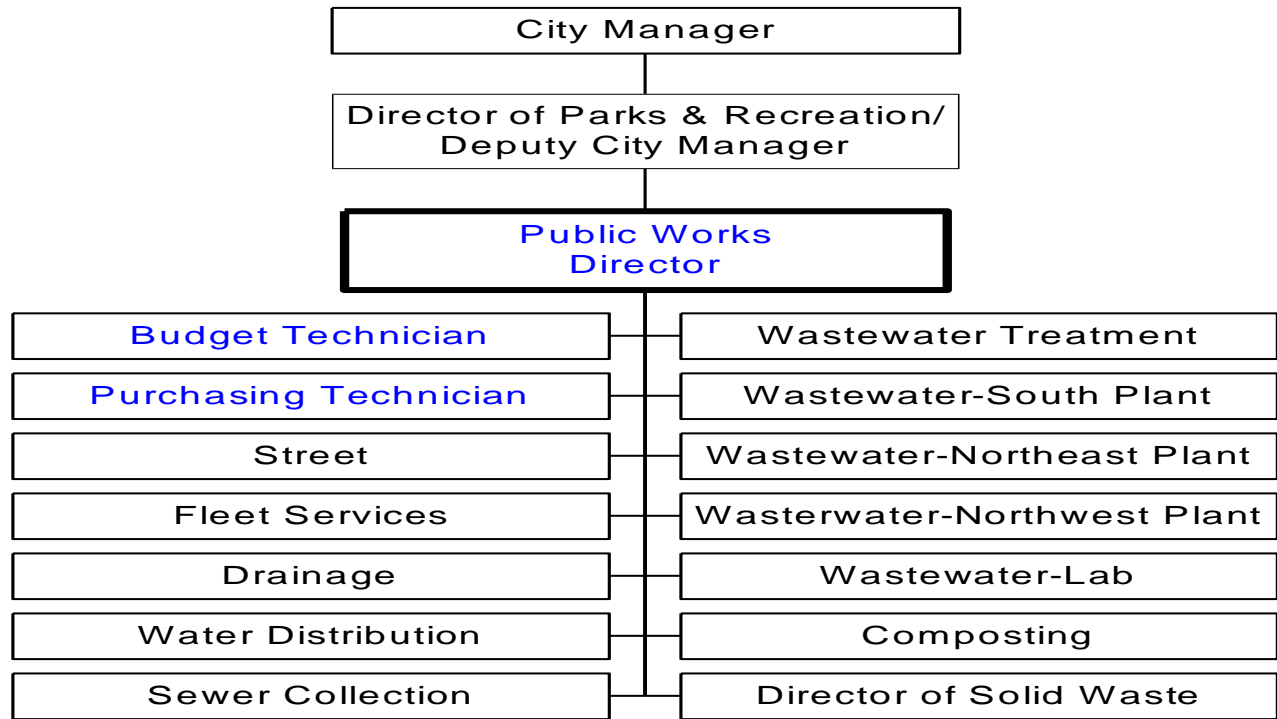 City Manager
Director of Parks & Recreation/
Deputy City Manager
Public Works
Director
Budget Technician
Wastewater Treatment
Purchasing Technician
Wastewater-South Plant
Street
Wastewater-Northeast Plant
Fleet Services
Wasterwater-Northwest Plant
Drainage
Wastewater-Lab
Water Distribution
Composting
Sewer Collection
Director of Solid Waste